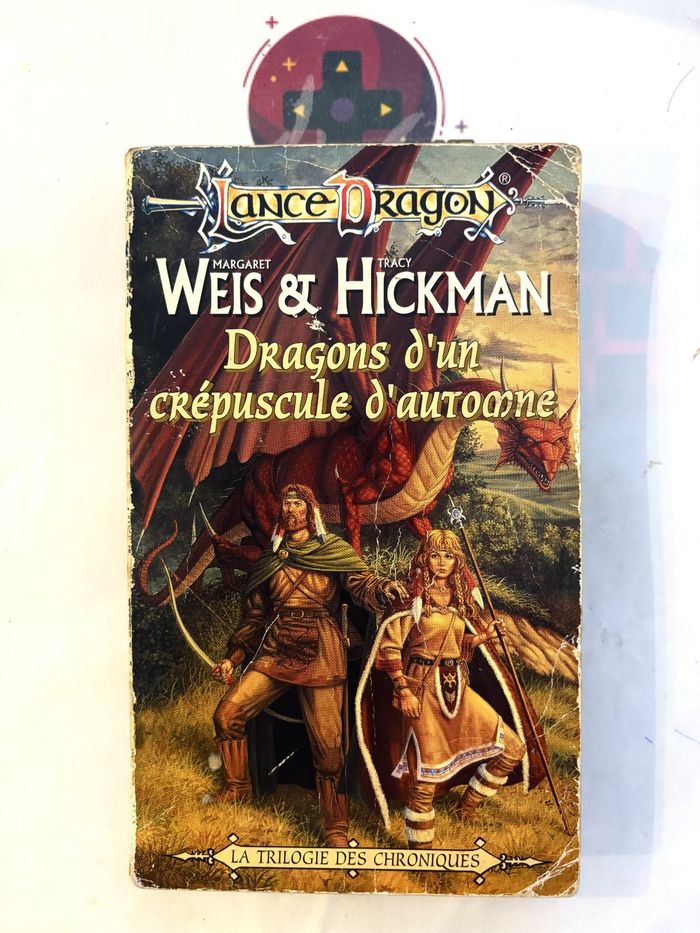 LANCEDRAGON®
MARGARET TRACY
WEIS & HICKMAN
Dragons d'un
crépuscule d'automne
LA TRILOGIE DES CHRONIQUES